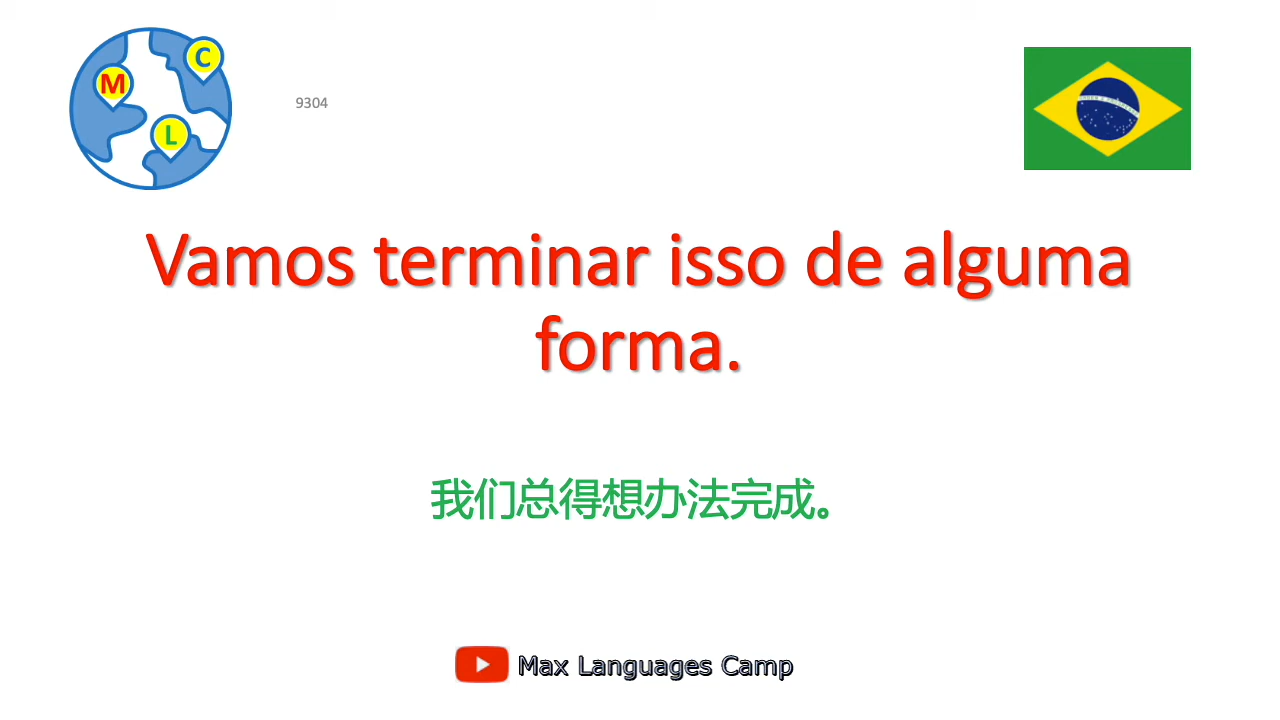 M
C
L
9304
Vamos terminar isso de alguma
forma.
我们总得想办法完成。
Max Languages Camp